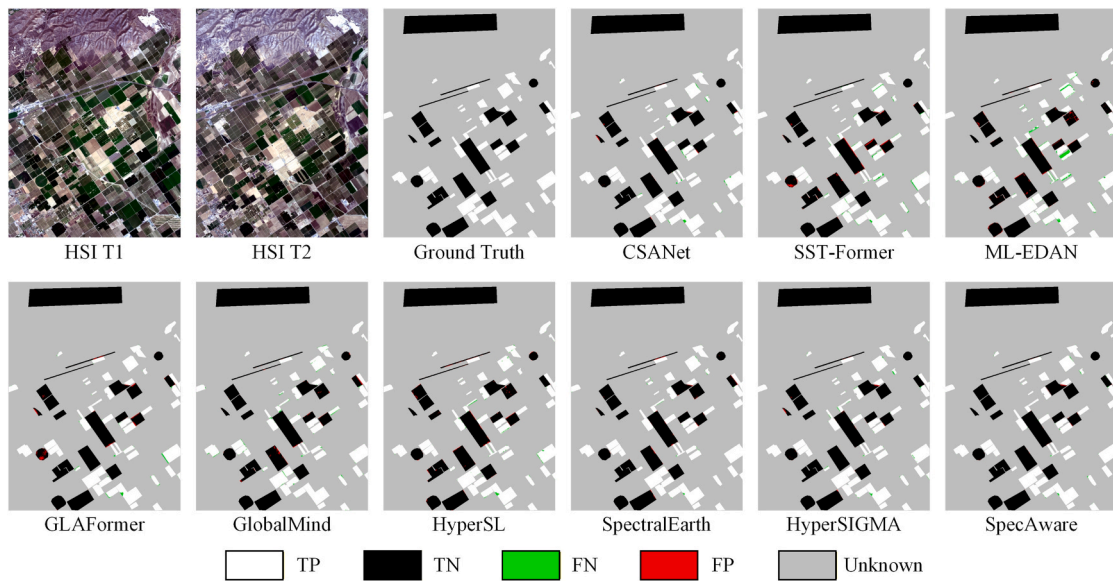 HSI T1 HSI T2 Ground Truth CSANet SST-Former ML-EDAN
GLAFormer GlobalMind HyperSL SpectralEarth HyperSIGMA SpecAware
TP TN FN FP Unknown